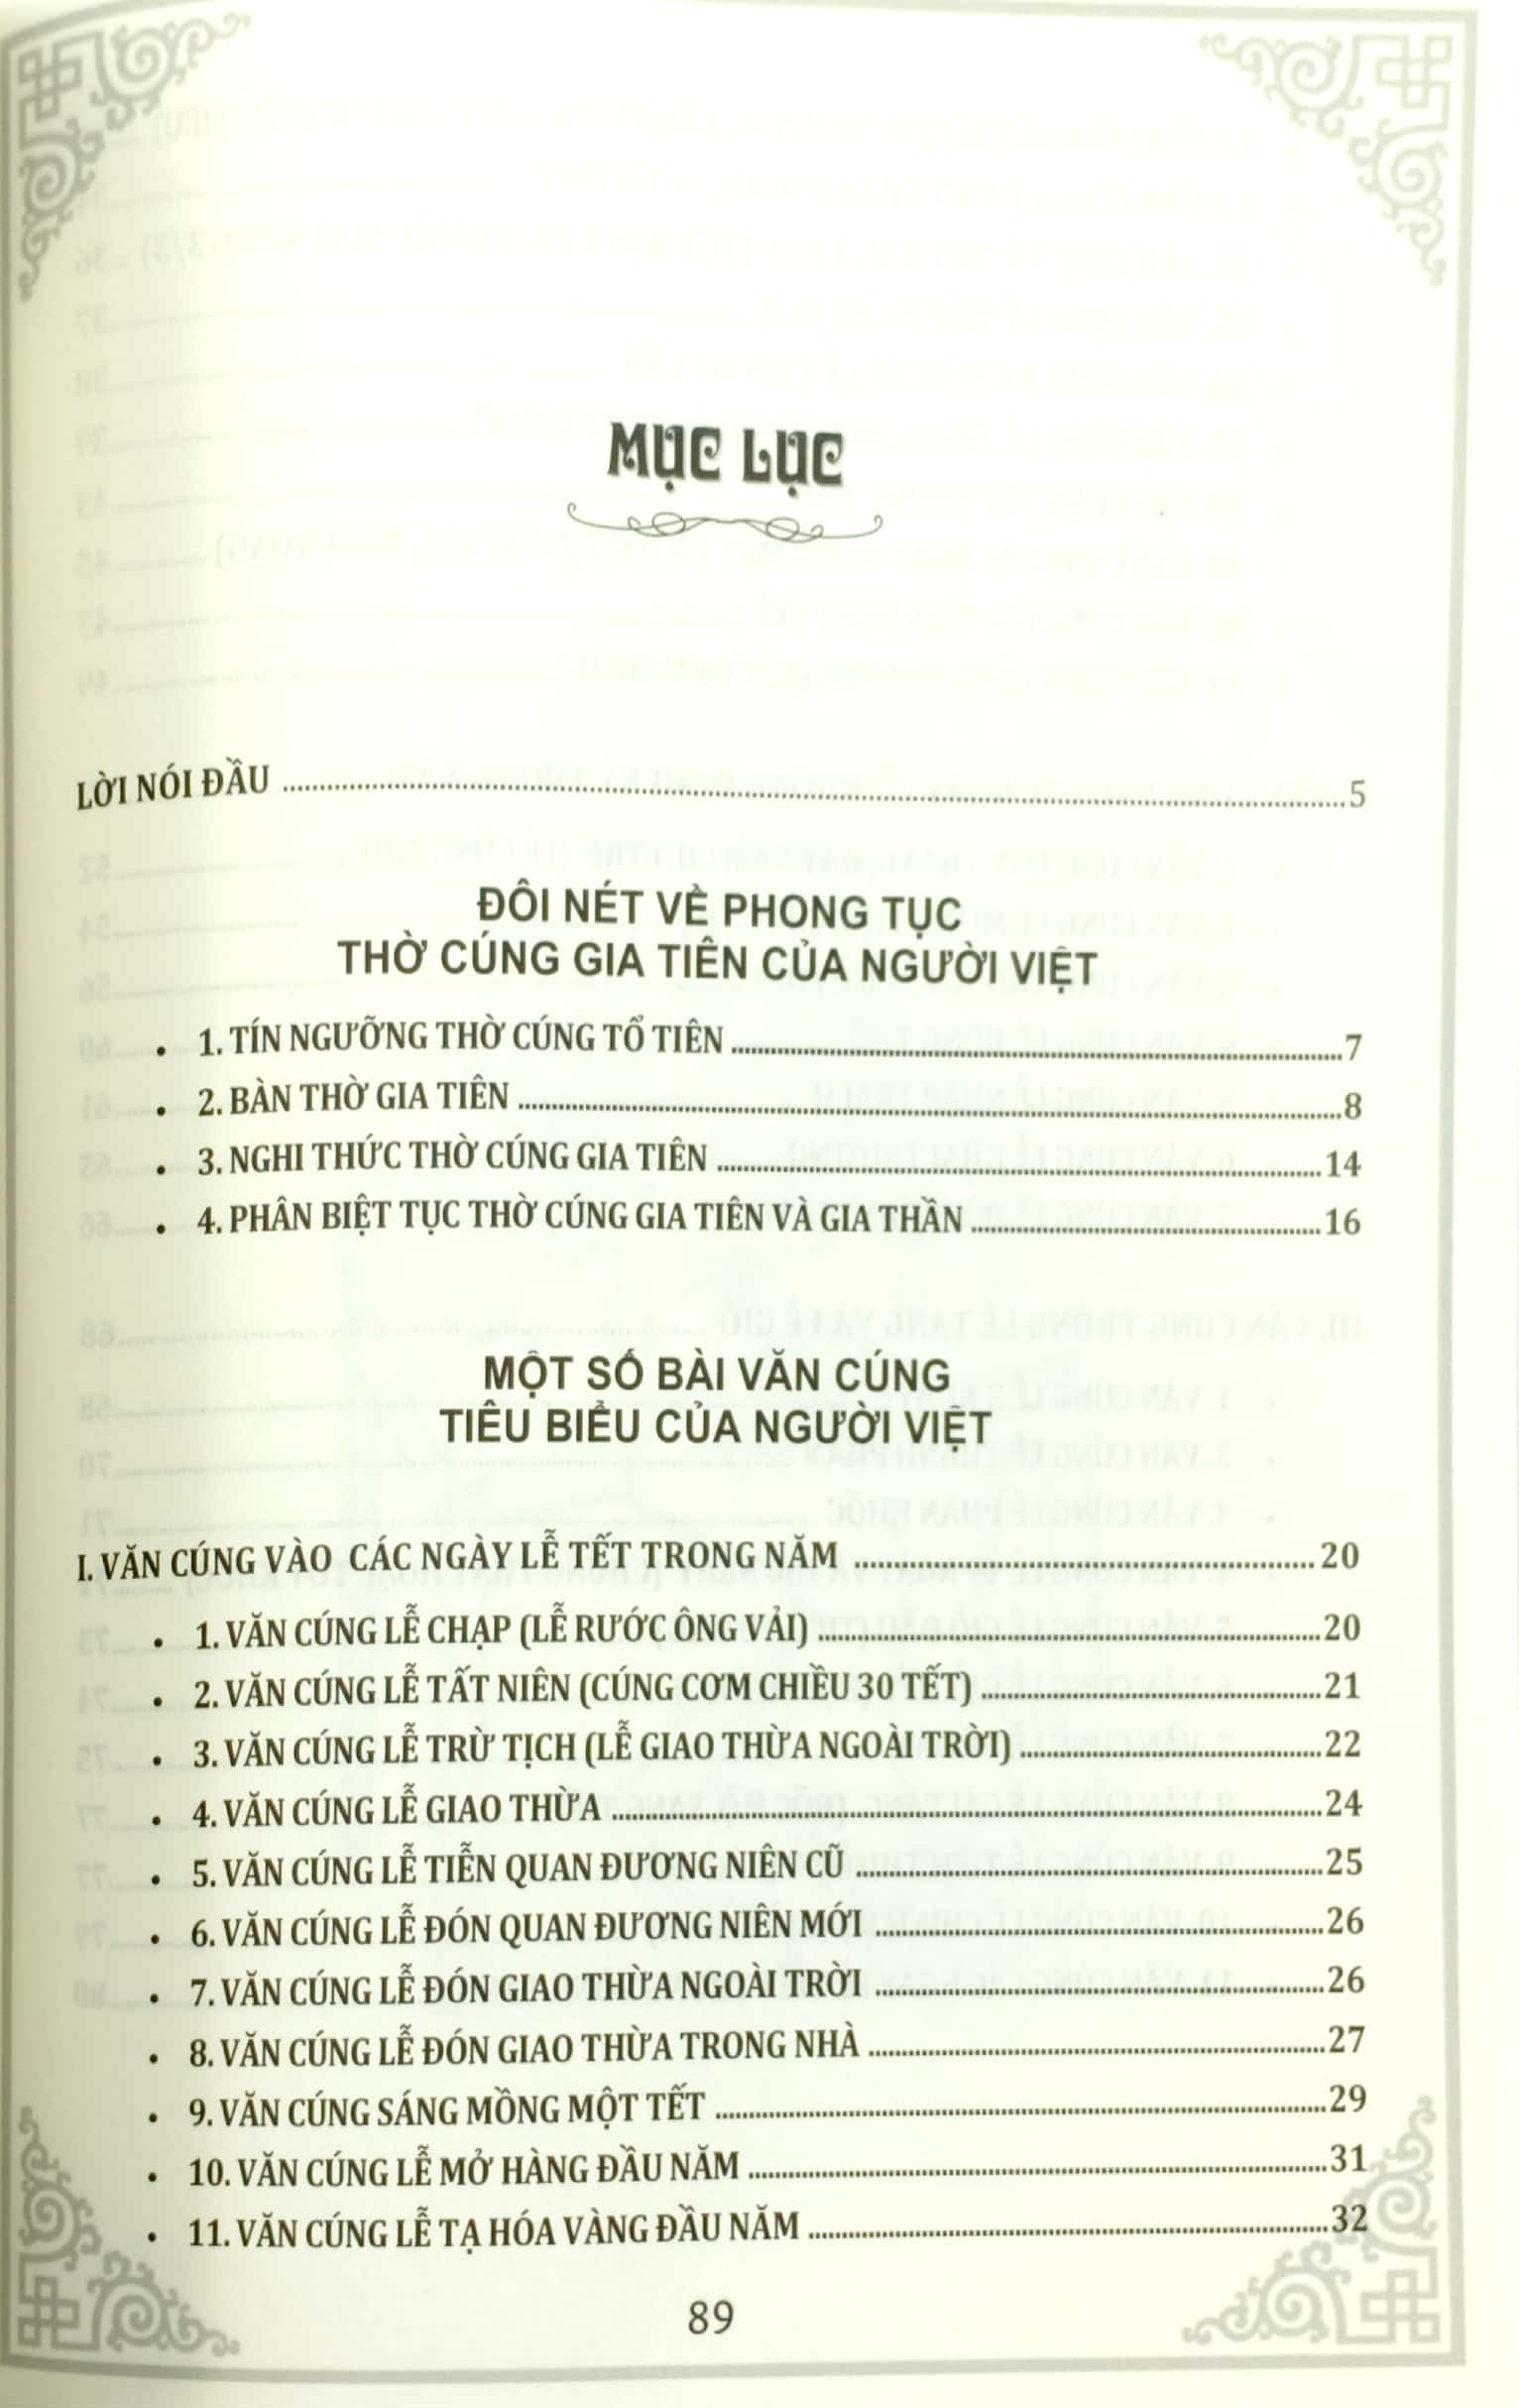 MỤC LỤC
LỜI NÓI ĐẦU ........ 5
ĐÔI NÉT VỀ PHONG TỤC
THỜ CÚNG GIA TIÊN CỦA NGƯỜI VIỆT
• 1. TÍN NGƯỠNG THỜ CÚNG TỔ TIÊN ........ 7
• 2. BÀN THỜ GIA TIÊN ........ 8
• 3. NGHI THỨC THỜ CÚNG GIA TIÊN ........ 14
• 4. PHÂN BIỆT TỤC THỜ CÚNG GIA TIÊN VÀ GIA THẦN ........ 16
MỘT SỐ BÀI VĂN CÚNG
TIÊU BIỂU CỦA NGƯỜI VIỆT
I. VĂN CÚNG VÀO CÁC NGÀY LỄ TẾT TRONG NĂM ........ 20
• 1. VĂN CÚNG LỄ CHẠP (LỄ RƯỚC ÔNG VẢI) ........ 20
• 2. VĂN CÚNG LỄ TẤT NIÊN (CÚNG CƠM CHIỀU 30 TẾT) ........ 21
• 3. VĂN CÚNG LỄ TRỪ TỊCH (LỄ GIAO THỪA NGOÀI TRỜI) ........ 22
• 4. VĂN CÚNG LỄ GIAO THỪA ........ 24
• 5. VĂN CÚNG LỄ TIỄN QUAN ĐƯƠNG NIÊN CŨ ........ 25
• 6. VĂN CÚNG LỄ ĐÓN QUAN ĐƯƠNG NIÊN MỚI ........ 26
• 7. VĂN CÚNG LỄ ĐÓN GIAO THỪA NGOÀI TRỜI ........ 26
• 8. VĂN CÚNG LỄ ĐÓN GIAO THỪA TRONG NHÀ ........ 27
• 9. VĂN CÚNG SÁNG MỒNG MỘT TẾT ........ 29
• 10. VĂN CÚNG LỄ MỞ HÀNG ĐẦU NĂM ........ 31
• 11. VĂN CÚNG LỄ TẠ HÓA VÀNG ĐẦU NĂM ........ 32
89